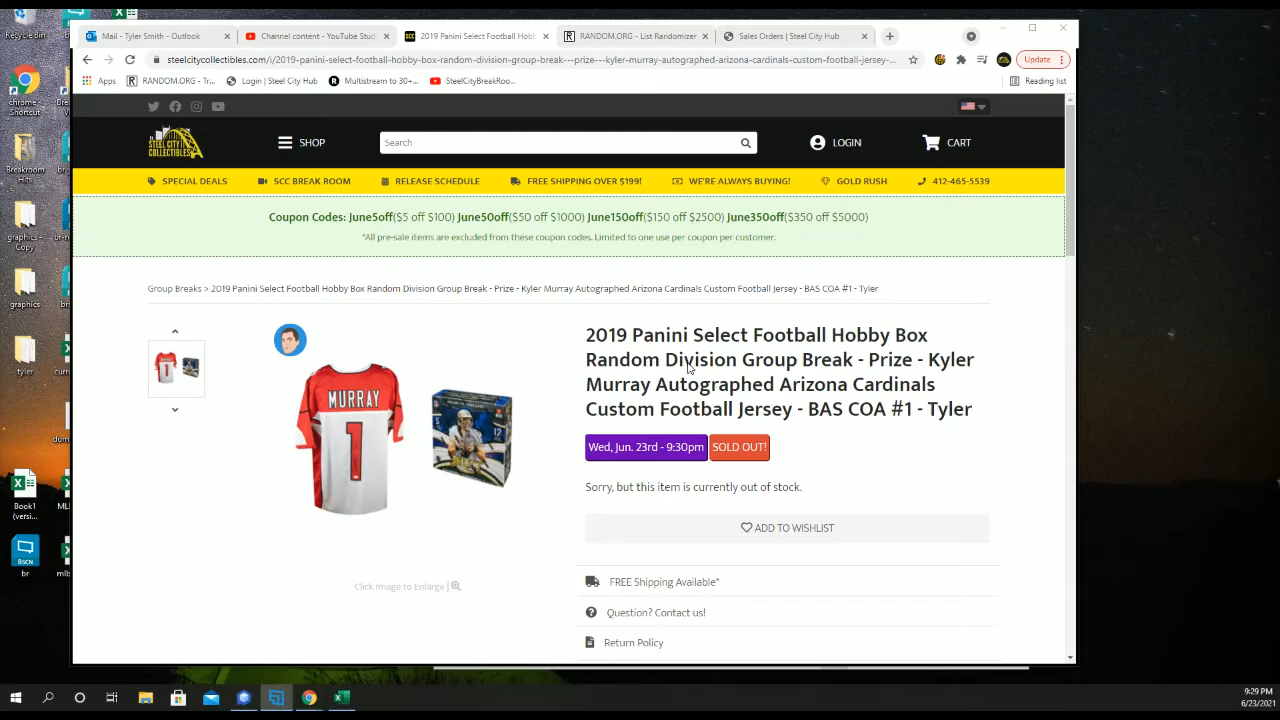 Recycle Bin
Mail - Tyler Smith - Outlook
Channel content - YouTube Stud
2019 Panini Select Football Hobb
RANDOM.ORG - List Randomizer
Sales Orders | Steel City Hub
steelcitycollectibles.com/i/2019-panini-select-football-hobby-box-random-division-group-break---prize---kyler-murray-autographed-arizona-cardinals-custom-football-jersey-...
Update
Apps
RANDOM.ORG - Tr...
Login | Steel City Hub
Multistream to 30+...
SteelCityBreakRoo...
Reading list
chrome - Shortcut
STEEL CITY COLLECTIBLES
SHOP
Search
LOGIN
CART
SPECIAL DEALS
SCC BREAK ROOM
RELEASE SCHEDULE
FREE SHIPPING OVER $199!
WE'RE ALWAYS BUYING!
GOLD RUSH
412-465-5539
Breakroom Hits
Coupon Codes: June5off($5 off $100) June50off($50 off $1000) June150off($150 off $2500) June350off($350 off $5000)
*All pre-sale items are excluded from these coupon codes. Limited to one use per coupon per customer.
graphics - Copy
Group Breaks > 2019 Panini Select Football Hobby Box Random Division Group Break - Prize - Kyler Murray Autographed Arizona Cardinals Custom Football Jersey - BAS COA #1 - Tyler
graphics
tyler
MURRAY
1
2019 Panini Select Football Hobby Box
Random Division Group Break - Prize - Kyler
Murray Autographed Arizona Cardinals
Custom Football Jersey - BAS COA #1 - Tyler
Wed, Jun. 23rd - 9:30pm
SOLD OUT!
Sorry, but this item is currently out of stock.
ADD TO WISHLIST
Click Image to Enlarge |
FREE Shipping Available*
Question? Contact us!
Return Policy
Book1
(versi...
BSCN
br
9:29 PM
6/23/2021